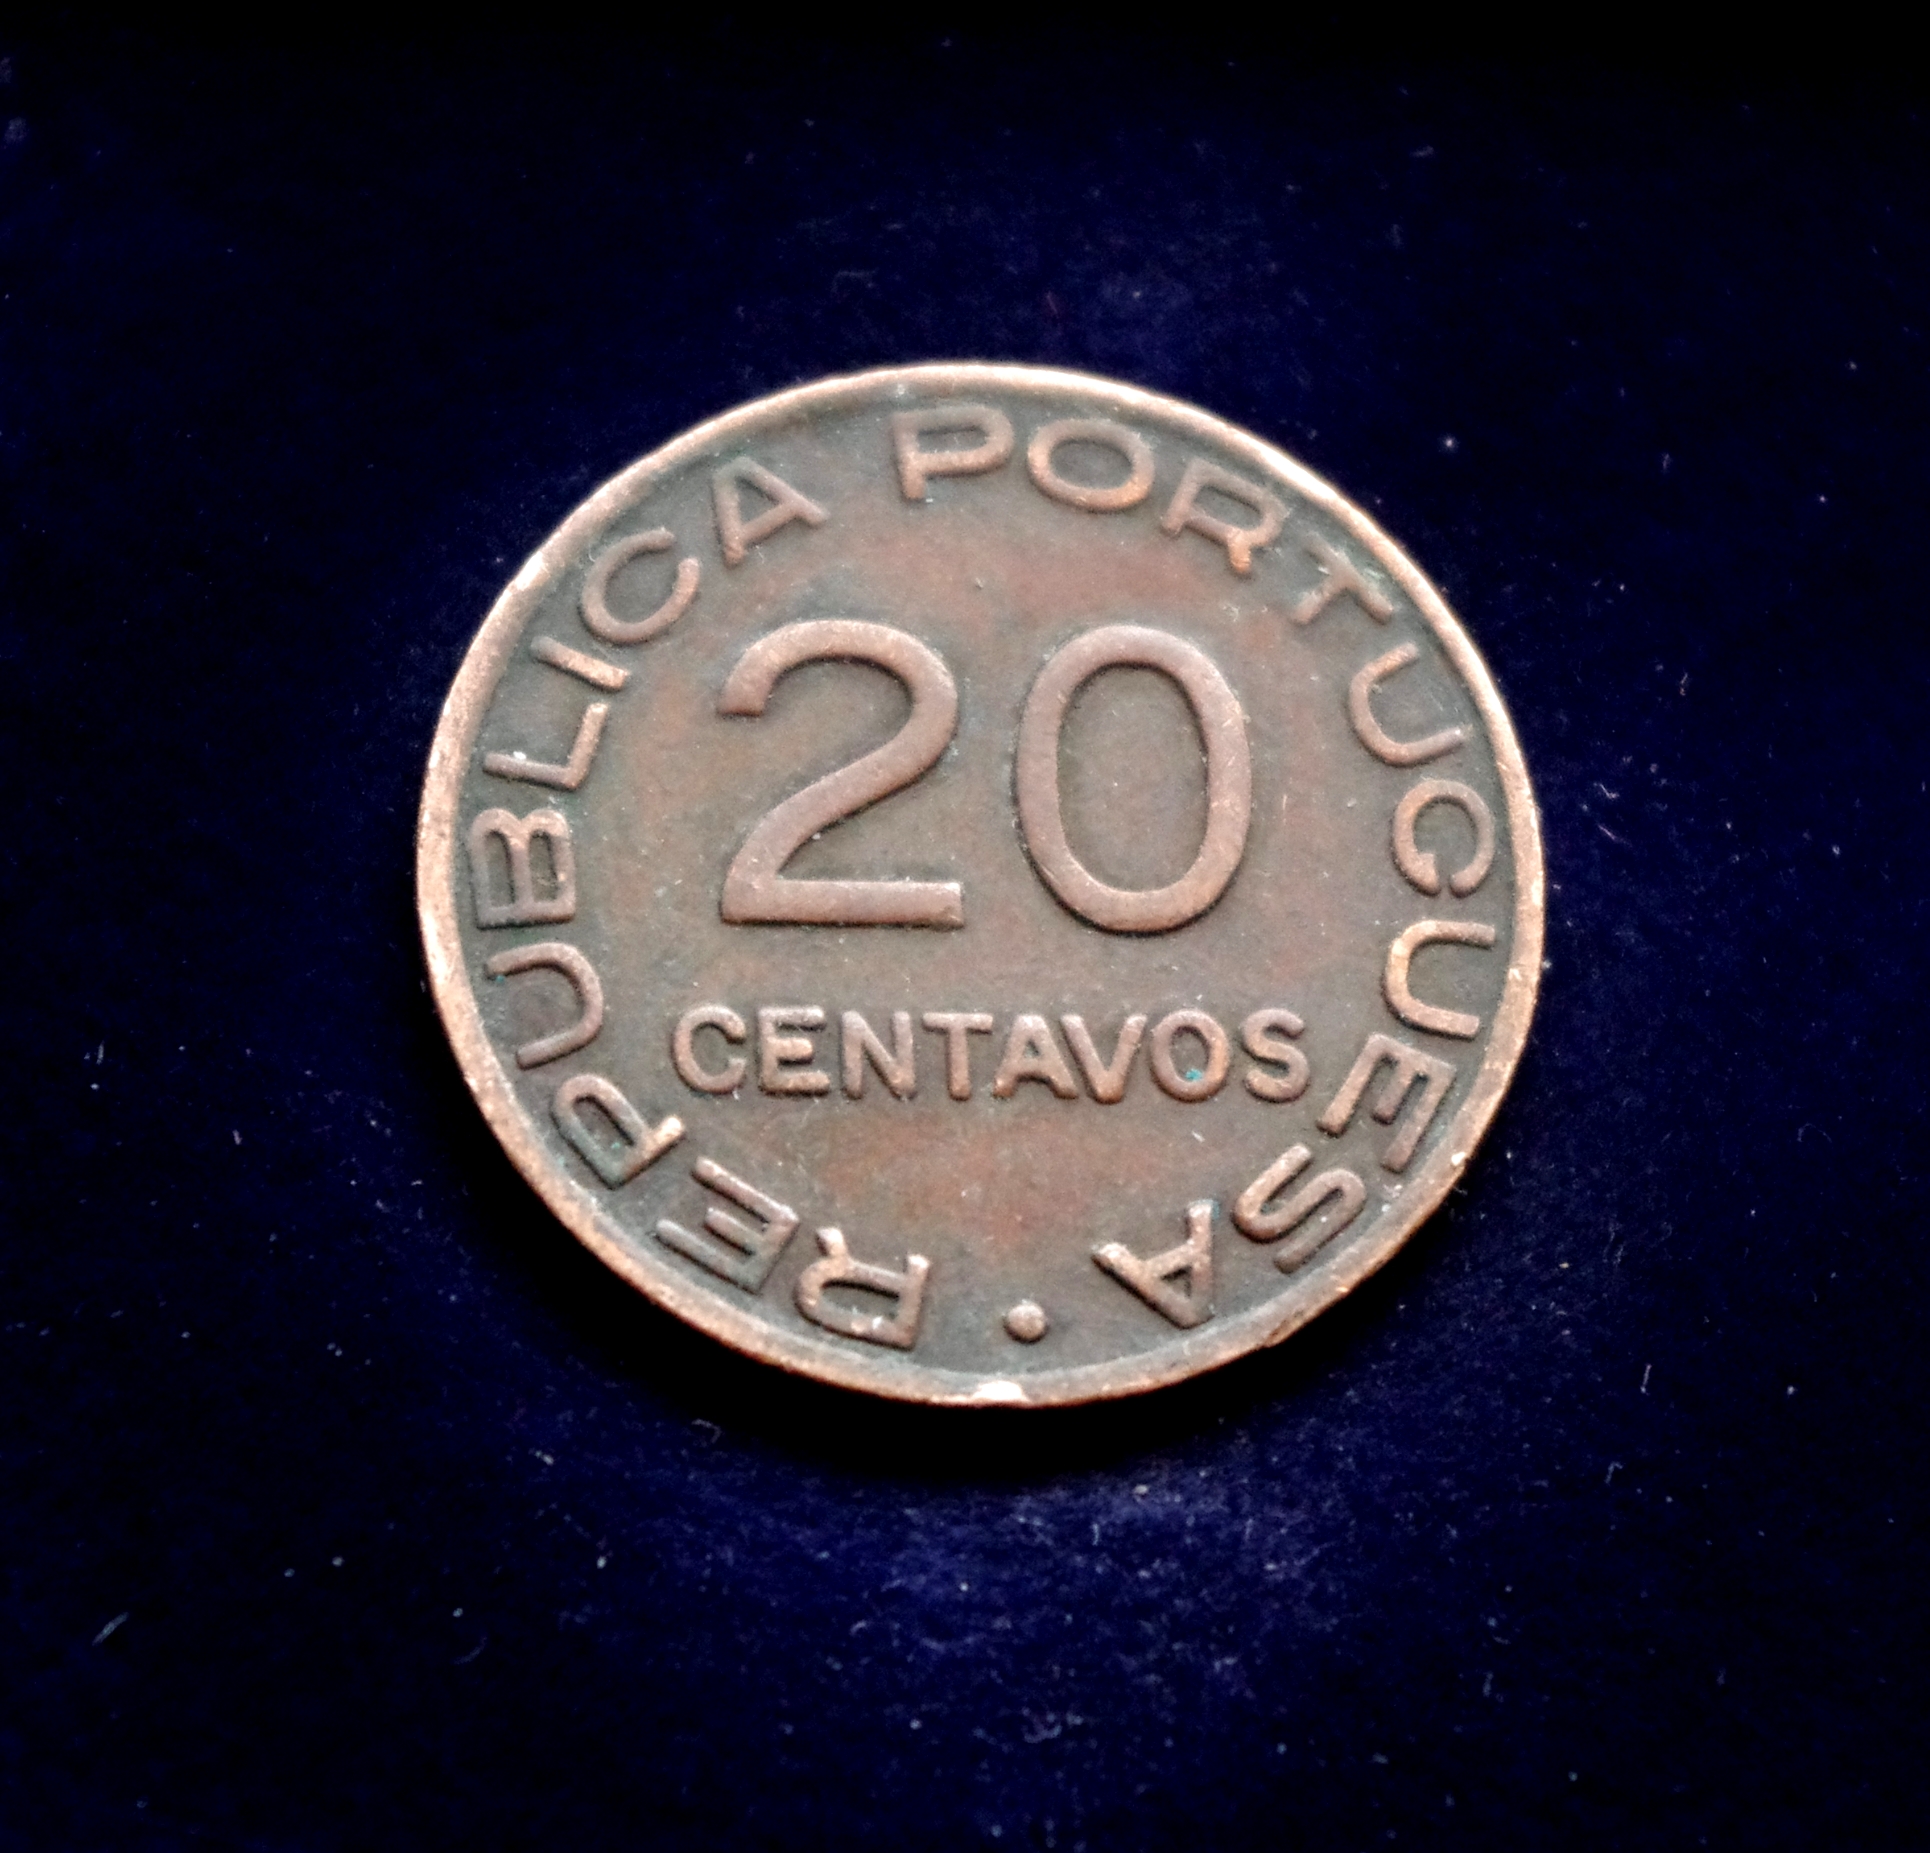 REPUBLICA PORTUGUESA •
20
CENTAVOS